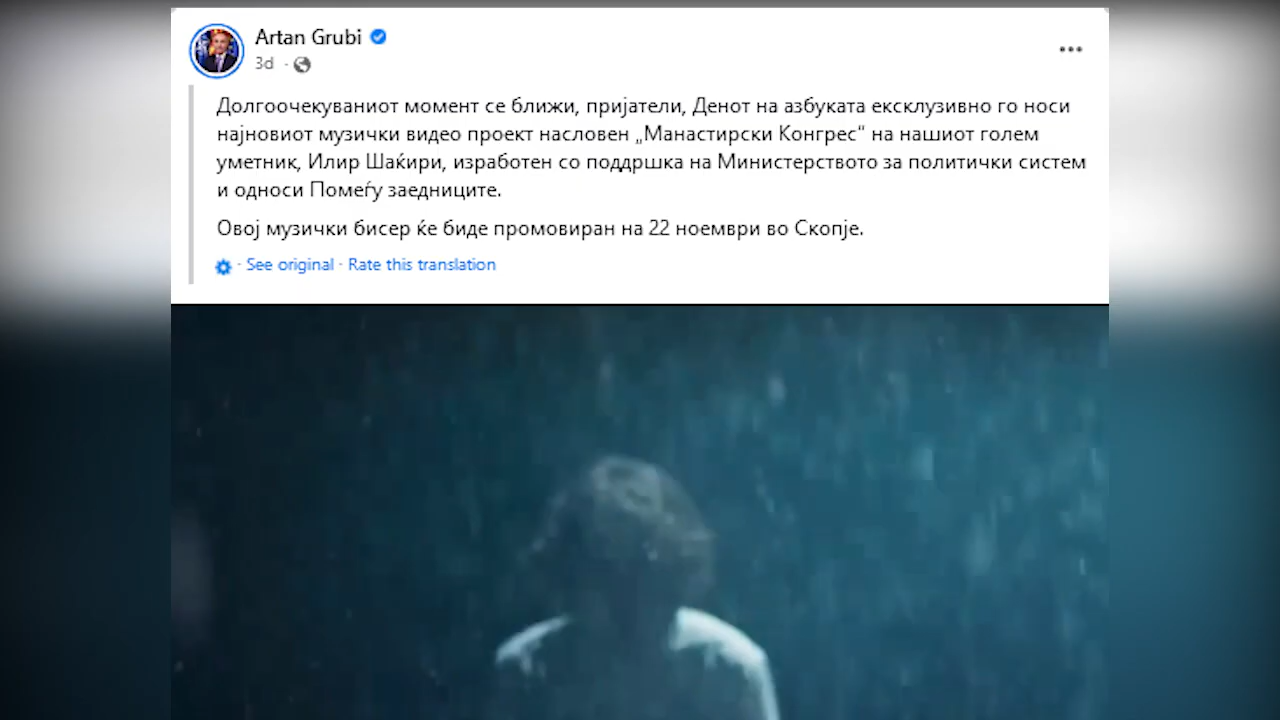 Artan Grubi
3d ·
Долгоочекуваниот момент се ближи, пријатели, Денот на азбуката ексклузивно го носи
најновиот музички видео проект насловен „Манастирски Конгрес“ на нашиот голем
уметник, Илир Шаќири, изработен со поддршка на Министерството за политички систем
и односи Помеѓу заедниците.
Овој музички бисер ќе биде промовиран на 22 ноември во Скопје.
· See original · Rate this translation